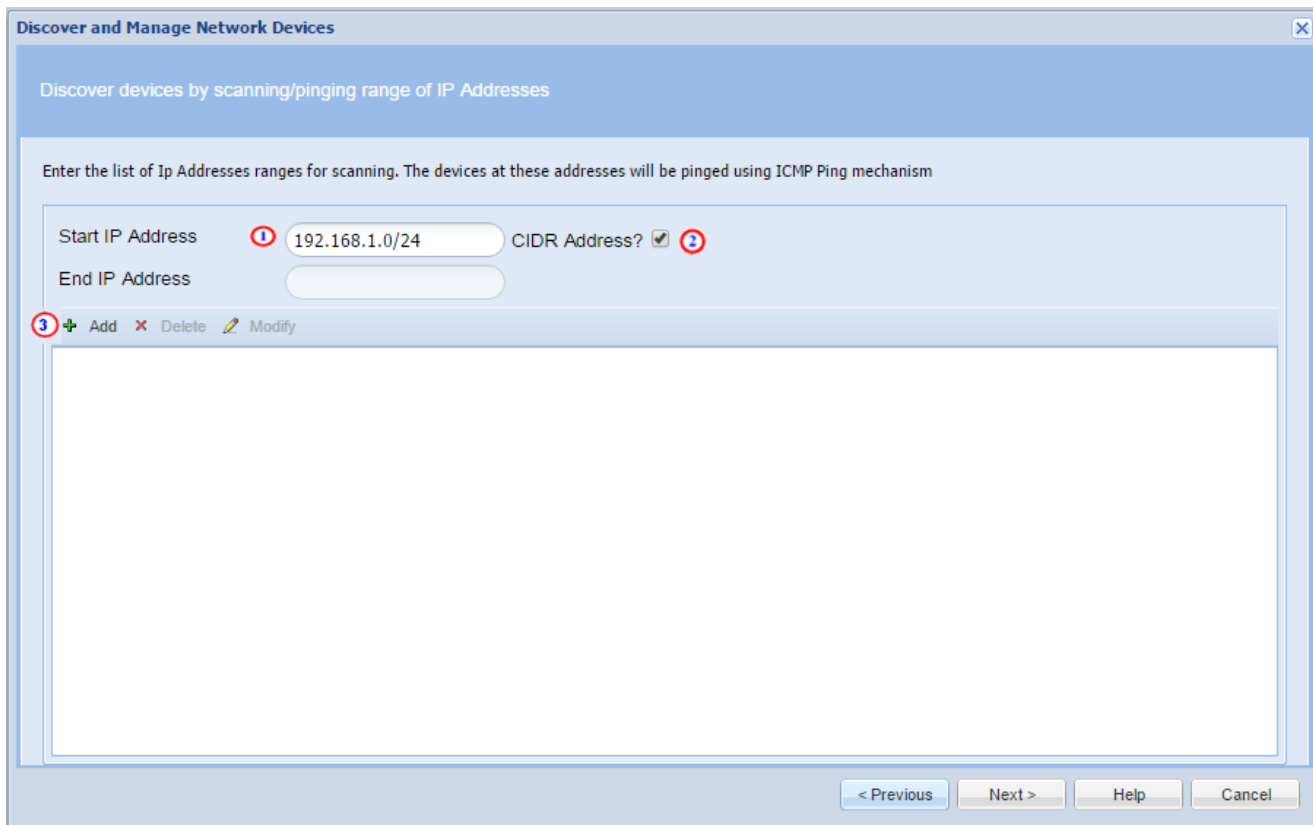 Discover and Manage Network Devices
Discover devices by scanning/pinging range of IP Addresses
Enter the list of Ip Addresses ranges for scanning. The devices at these addresses will be pinged using ICMP Ping mechanism
Start IP Address 1 192.168.1.0/24 CIDR Address? 2
End IP Address
3 Add Delete Modify
< Previous Next > Help Cancel